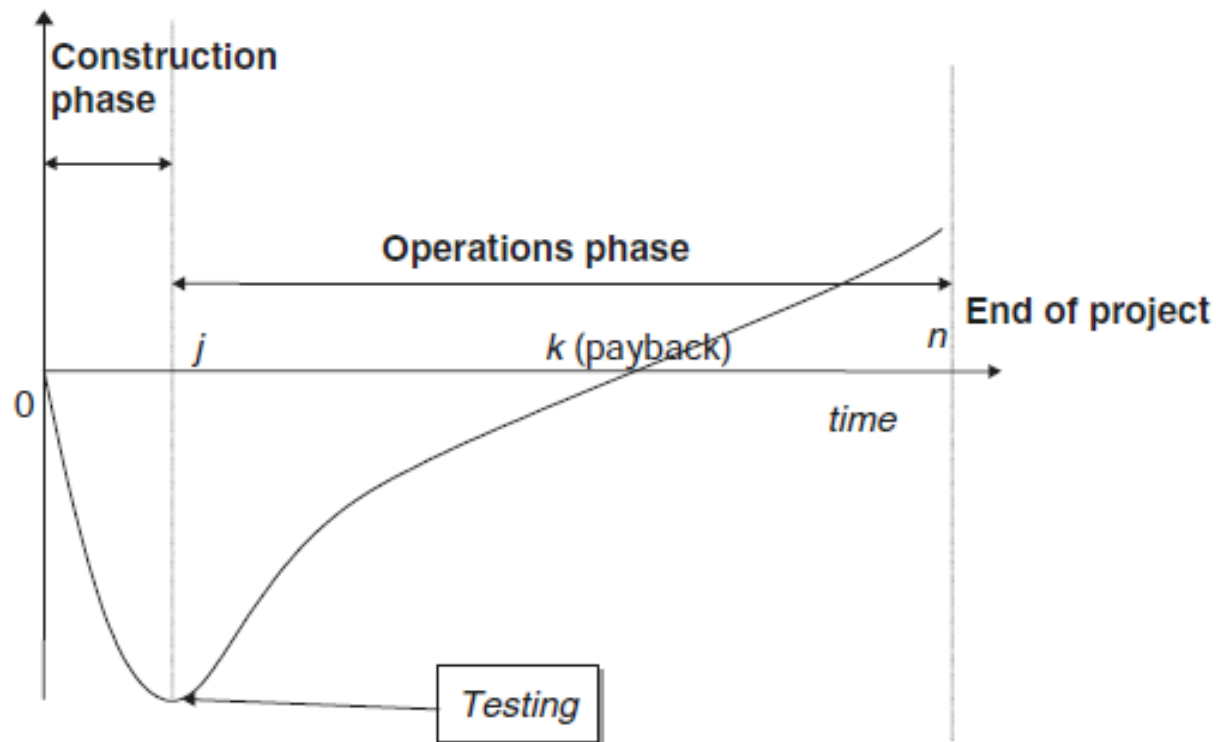 Construction
phase
Operations phase
End of project
j
k (payback)
n
0
time
Testing